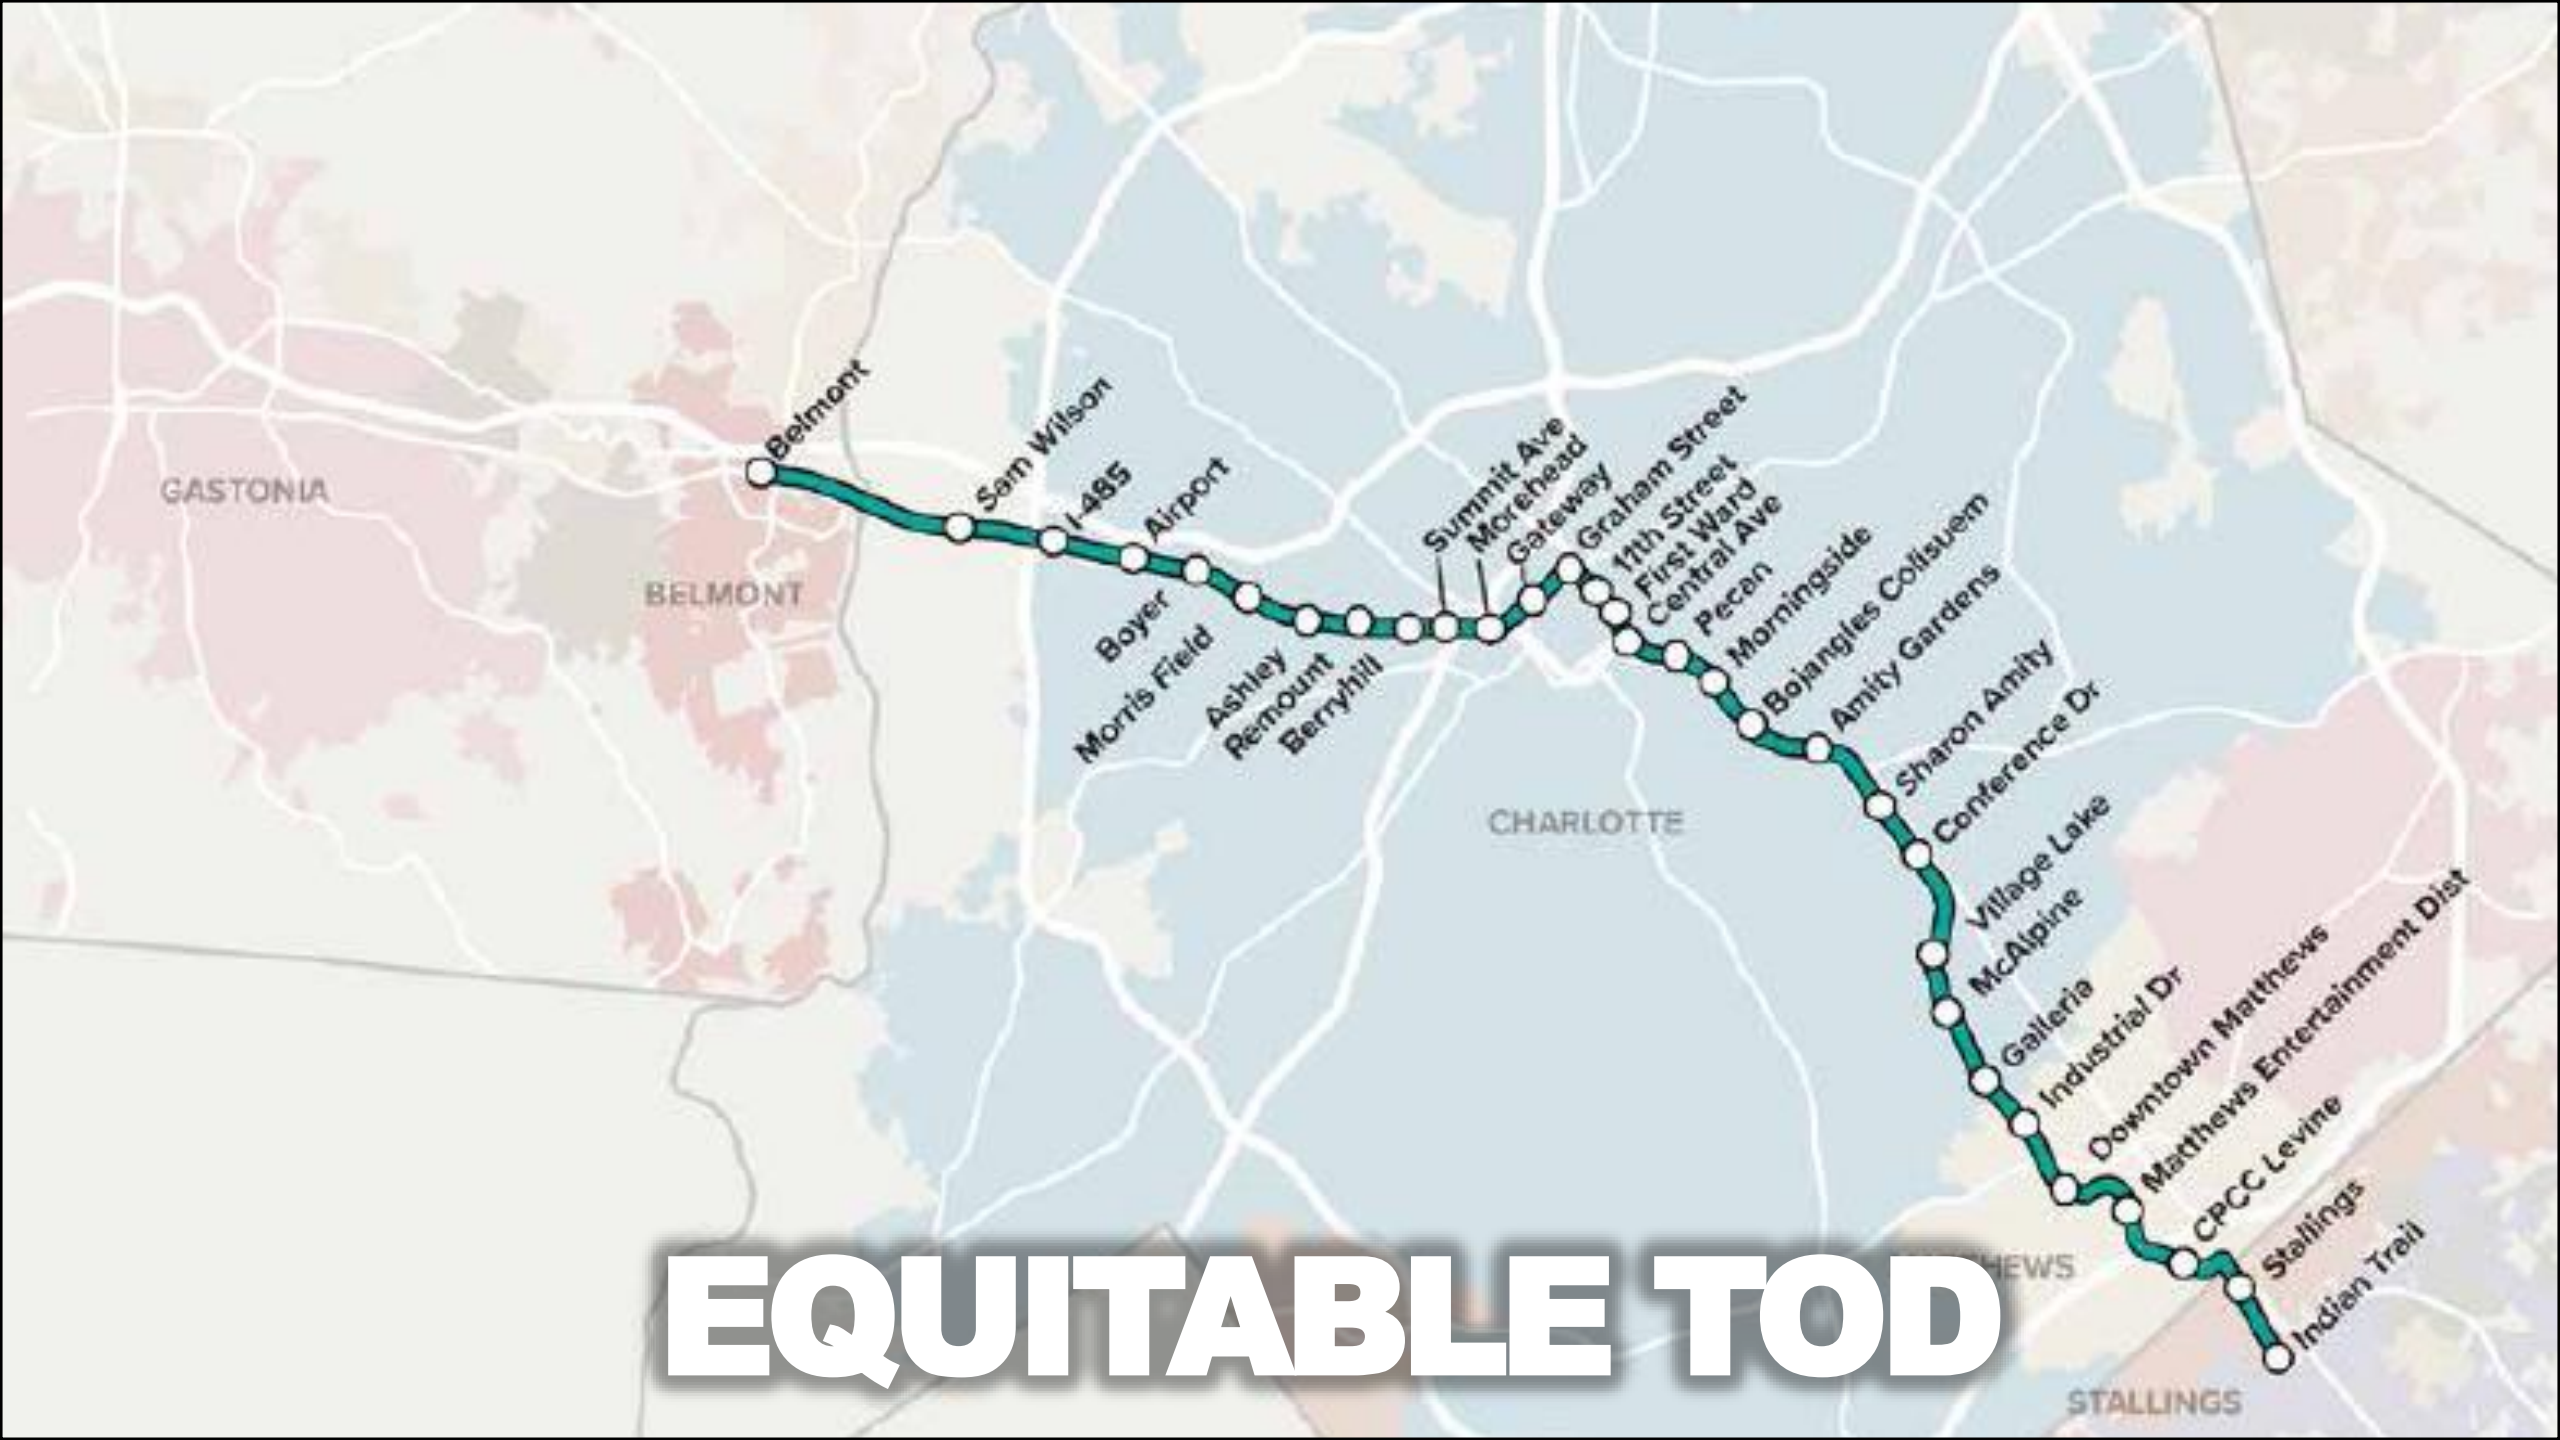 Belmont
Sam Wilson
I-485
Airport
Boyer
Morris Field
Ashley
Remount
Berryhill
Summit Ave
Morehead
Gateway
Graham Street
11th Street
First Ward
Central Ave
Pecan
Morningside
Bojangles Colisuem
Amity Gardens
Sharon Amity
Conference Dr
Village Lake
McAlpine
Galleria
Industrial Dr
Downtown Matthews
Matthews Entertainment Dist
CPCC Levine
Stallings
Indian Trail
GASTONIA
BELMONT
CHARLOTTE
STALLINGS
EQUITABLE TOD